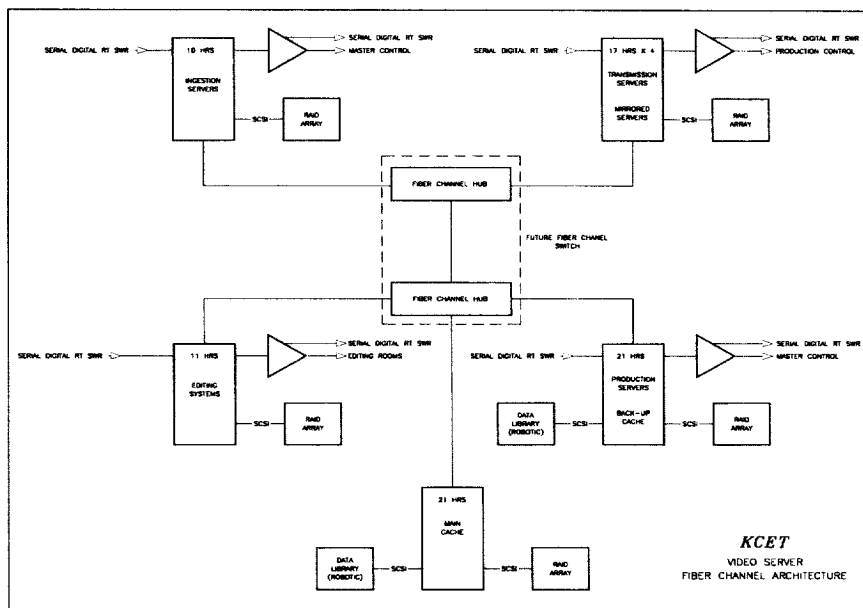 SERIAL DIGITAL RT SWR
10 HRS
INGESTION
SERVERS
SERIAL DIGITAL RT SWR
MASTER CONTROL
SCSI
RAID
ARRAY
SERIAL DIGITAL RT SWR
17 HRS X 4
TRANSMISSION
SERVERS
MIRRORED
SERVERS
SERIAL DIGITAL RT SWR
PRODUCTION CONTROL
SCSI
RAID
ARRAY
FIBER CHANNEL HUB
FUTURE FIBER CHANEL
SWITCH
FIBER CHANNEL HUB
SERIAL DIGITAL RT SWR
11 HRS
EDITING
SYSTEMS
SERIAL DIGITAL RT SWR
EDITING ROOMS
SCSI
RAID
ARRAY
SERIAL DIGITAL RT SWR
21 HRS
PRODUCTION
SERVERS
BACK-UP
CACHE
SERIAL DIGITAL RT SWR
MASTER CONTROL
DATA
LIBRARY
(ROBOTIC)
SCSI
SCSI
RAID
ARRAY
21 HRS
MAIN
CACHE
DATA
LIBRARY
(ROBOTIC)
SCSI
SCSI
RAID
ARRAY
KCET
VIDEO SERVER
FIBER CHANNEL ARCHITECTURE